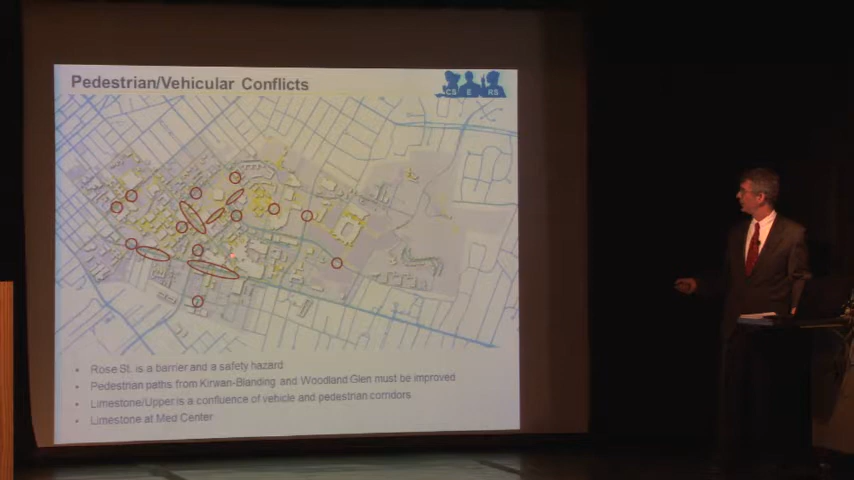 Pedestrian/Vehicular Conflicts
CS E RS
• Rose St. is a barrier and a safety hazard
• Pedestrian paths from Kirwan-Blanding and Woodland Glen must be improved
• Limestone/Upper is a confluence of vehicle and pedestrian corridors
• Limestone at Med Center